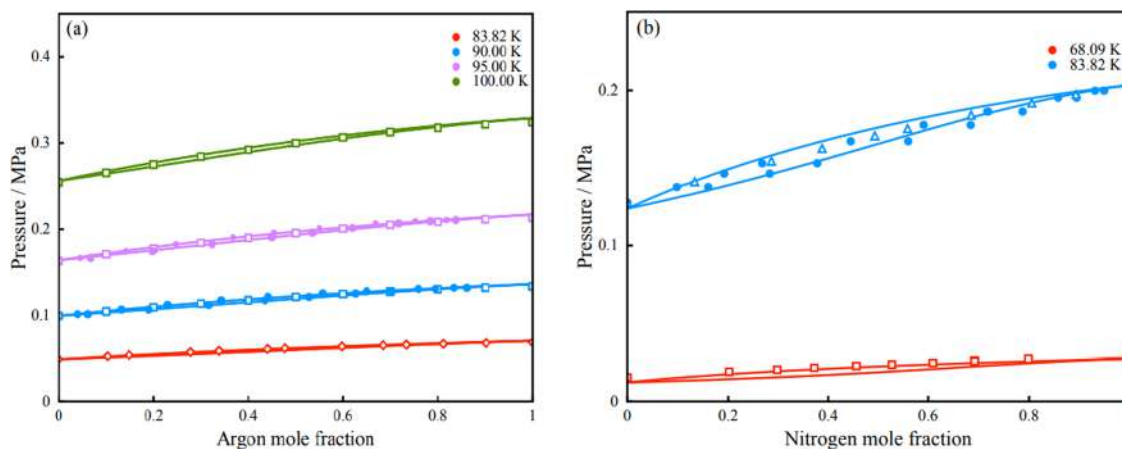 (a)
83.82 K
90.00 K
95.00 K
100.00 K
0.4
0.3
0.2
0.1
0
Pressure / MPa
0 0.2 0.4 0.6 0.8 1
Argon mole fraction
(b)
68.09 K
83.82 K
0.2
0.1
0
Pressure / MPa
0 0.2 0.4 0.6 0.8
Nitrogen mole fraction